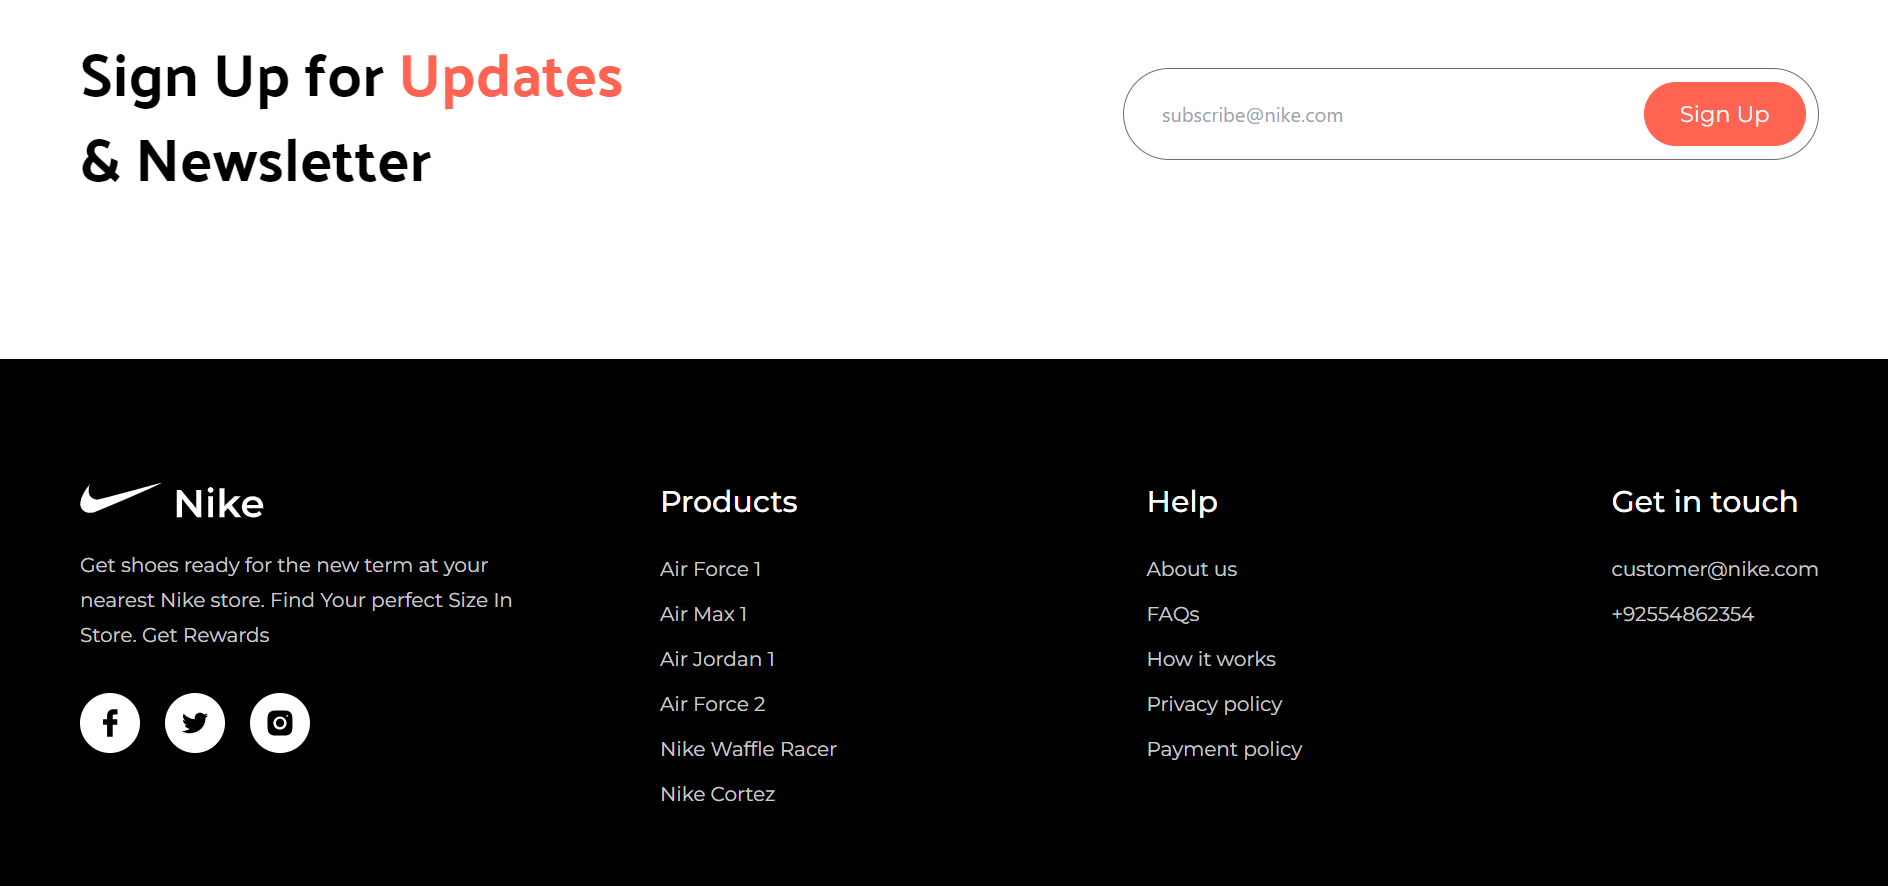 Sign Up for Updates
& Newsletter
subscribe@nike.com
Sign Up
Nike
Get shoes ready for the new term at your
nearest Nike store. Find Your perfect Size In
Store. Get Rewards
Products
Air Force 1
Air Max 1
Air Jordan 1
Air Force 2
Nike Waffle Racer
Nike Cortez
Help
About us
FAQs
How it works
Privacy policy
Payment policy
Get in touch
customer@nike.com
+92554862354